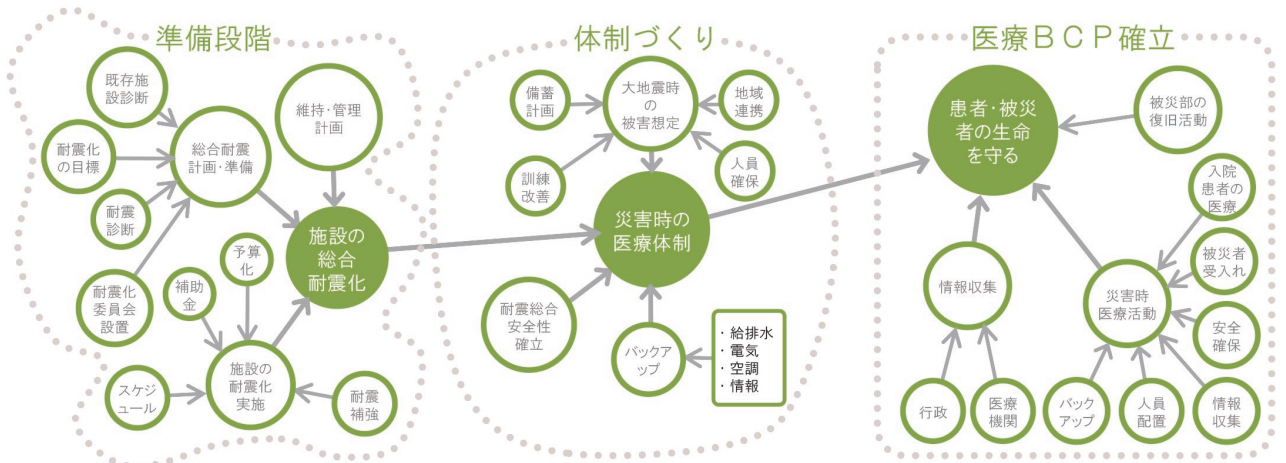 準備段階
既存施
設診断
耐震化
の目標
耐震
診断
耐震化
委員会
設置
総合耐震
計画・準備
維持・管理
計画
施設の
総合
耐震化
予算
化
補助
金
スケジ
ュール
施設の
耐震化
実施
耐震
補強
体制づくり
備蓄
計画
大地震時
の
被害想定
地域
連携
訓練
改善
人員
確保
災害時の
医療体制
耐震総合
安全性
確立
バックア
ップ
・給排水
・電気
・空調
・情報
医療BCP確立
患者・被災
者の生命
を守る
被災部の
復旧活動
入院
患者の
医療
被災者
受入れ
情報収集
災害時
医療活動
安全
確保
行政
医療
機関
バック
アップ
人員
配置
情報
収集